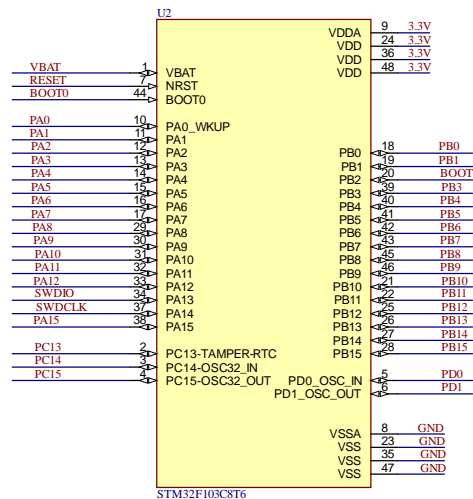 U2
VDDA 9 3.3V
VDD 24 3.3V
VDD 36 3.3V
VBAT 1 VBAT VDD 48 3.3V
RESET 7 NRST
BOOT0 44 BOOT0
PA0 10 PA0_WKUP
PA1 11 PA1
PA2 12 PA2 PB0 18 PB0
PA3 13 PA3 PB1 19 PB1
PA4 14 PA4 PB2 20 BOOT
PA5 15 PA5 PB3 39 PB3
PA6 16 PA6 PB4 40 PB4
PA7 17 PA7 PB5 41 PB5
PA8 29 PA8 PB6 42 PB6
PA9 30 PA9 PB7 43 PB7
PA10 31 PA10 PB8 45 PB8
PA11 32 PA11 PB9 46 PB9
PA12 33 PA12 PB10 21 PB10
SWDIO 34 PA13 PB11 22 PB11
SWDCLK 37 PA14 PB12 25 PB12
PA15 38 PA15 PB13 26 PB13
PB14 27 PB14
PC13 2 PC13-TAMPER-RTC PB15 28 PB15
PC14 3 PC14-OSC32_IN
PC15 4 PC15-OSC32_OUT PD0_OSC_IN 5 PD0
PD1_OSC_OUT 6 PD1
VSSA 8 GND
VSS 23 GND
VSS 35 GND
VSS 47 GND
STM32F103C8T6